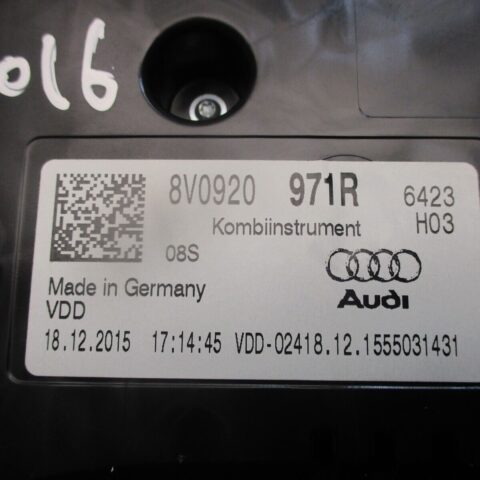 016
8V0920 971R 6423
Kombiinstrument H03
08S
Audi
Made in Germany
VDD
18.12.2015 17:14:45 VDD-02418.12.1555031431